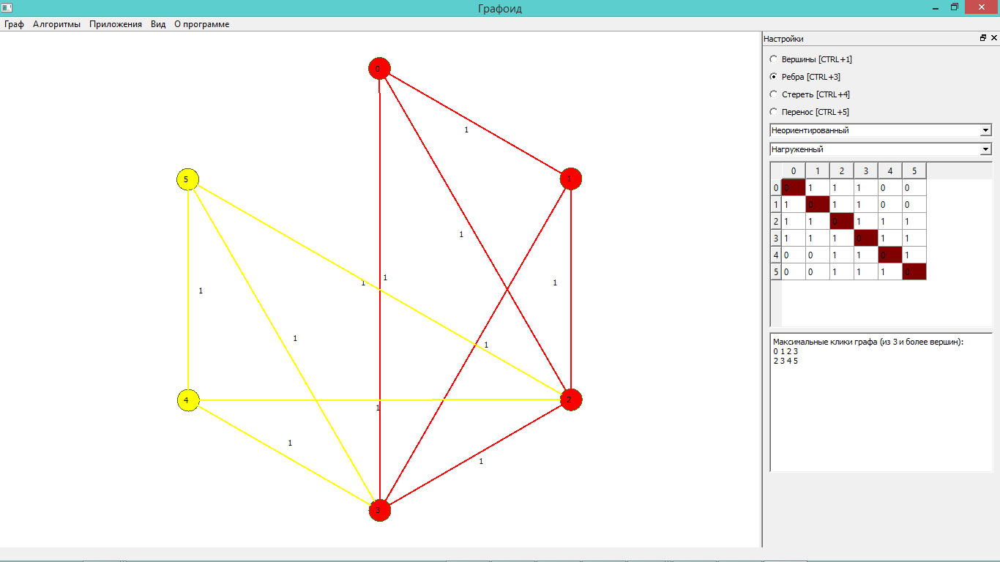 Графоид
Граф Алгоритмы Приложения Вид О программе
Настройки
Вершины [CTRL+1]
Ребра [CTRL+3]
Стереть [CTRL+4]
Перенос [CTRL+5]
Неориентированный
Нагруженный
0 1 2 3 4 5
0 0 1 1 1 0 0
1 1 0 1 1 0 0
2 1 1 0 1 1 1
3 1 1 1 0 1 1
4 0 0 1 1 0 1
5 0 0 1 1 1 0
Максимальные клики графа (из 3 и более вершин):
0 1 2 3
2 3 4 5
0
1
5
1
1
1
1
1
1
1
1
2
4
1
1
1
3